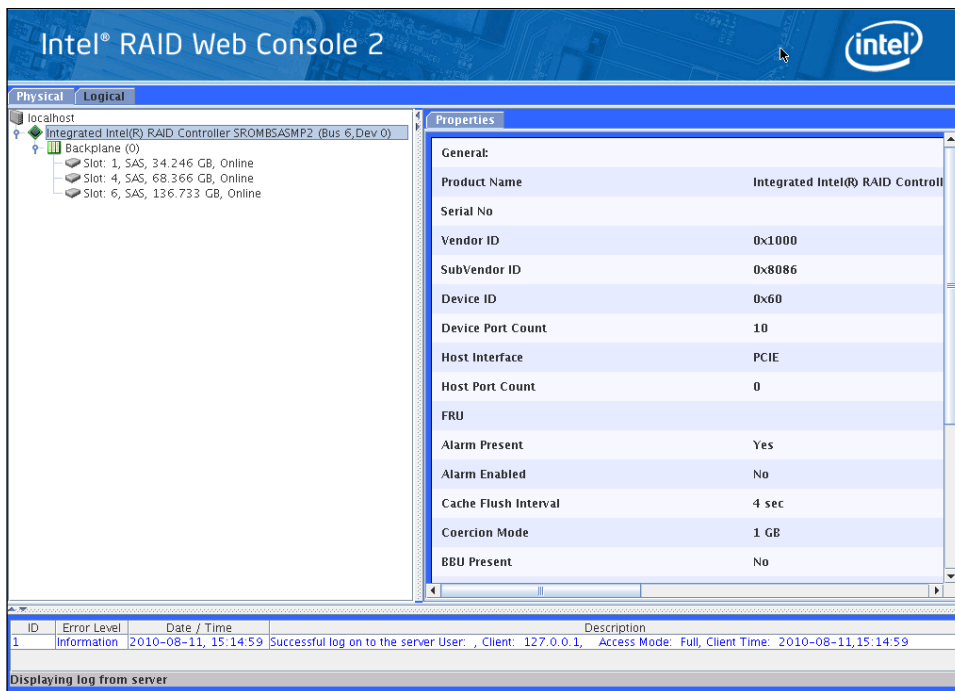 Intel® RAID Web Console 2
intel
Physical Logical
localhost
Integrated Intel(R) RAID Controller SROMBSASMP2 (Bus 6,Dev 0)
Backplane (0)
Slot: 1, SAS, 34.246 GB, Online
Slot: 4, SAS, 68.366 GB, Online
Slot: 6, SAS, 136.733 GB, Online
Properties
General:
Product Name Integrated Intel(R) RAID Controll
Serial No
Vendor ID 0x1000
SubVendor ID 0x8086
Device ID 0x60
Device Port Count 10
Host Interface PCIE
Host Port Count 0
FRU
Alarm Present Yes
Alarm Enabled No
Cache Flush Interval 4 sec
Coercion Mode 1 GB
BBU Present No
ID Error Level Date / Time Description
1 Information 2010-08-11, 15:14:59 Successful log on to the server User: , Client: 127.0.0.1, Access Mode: Full, Client Time: 2010-08-11,15:14:59
Displaying log from server